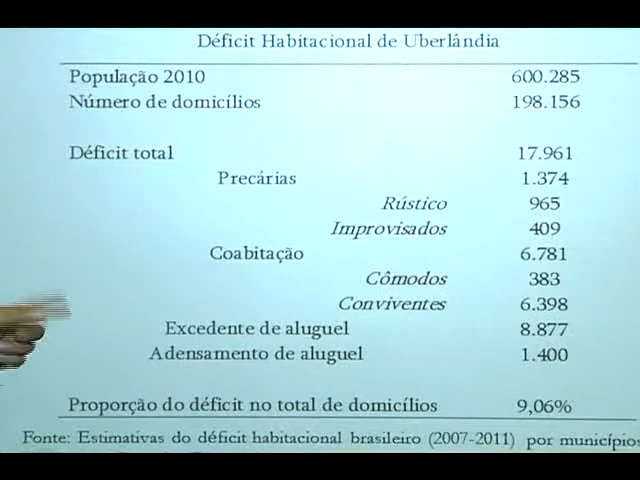 Déficit Habitacional de Uberlândia
População 2010 600.285
Número de domicílios 198.156
Déficit total 17.961
Precárias 1.374
Rústico 965
Improvisados 409
Coabitação 6.781
Cômodos 383
Conviventes 6.398
Excedente de aluguel 8.877
Adensamento de aluguel 1.400
Proporção do déficit no total de domicílios 9,06%
Fonte: Estimativas do déficit habitacional brasileiro (2007-2011) por municípios